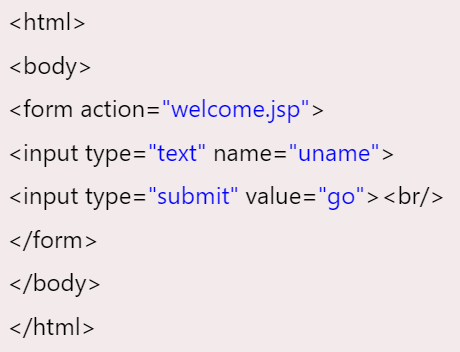 <html>
<body>
<form action="welcome.jsp">
<input type="text" name="uname">
<input type="submit" value="go"><br/>
</form>
</body>
</html>